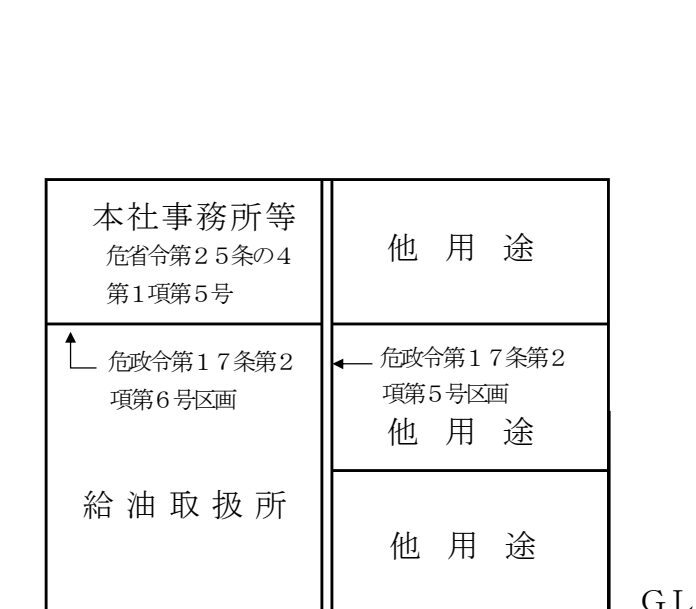 本社事務所等
危省令第２５条の４
第１項第５号
他　用　途
危政令第１７条第２
項第６号区画
危政令第１７条第２
項第５号区画
他　用　途
給油取扱所
他　用　途
ＧＬ